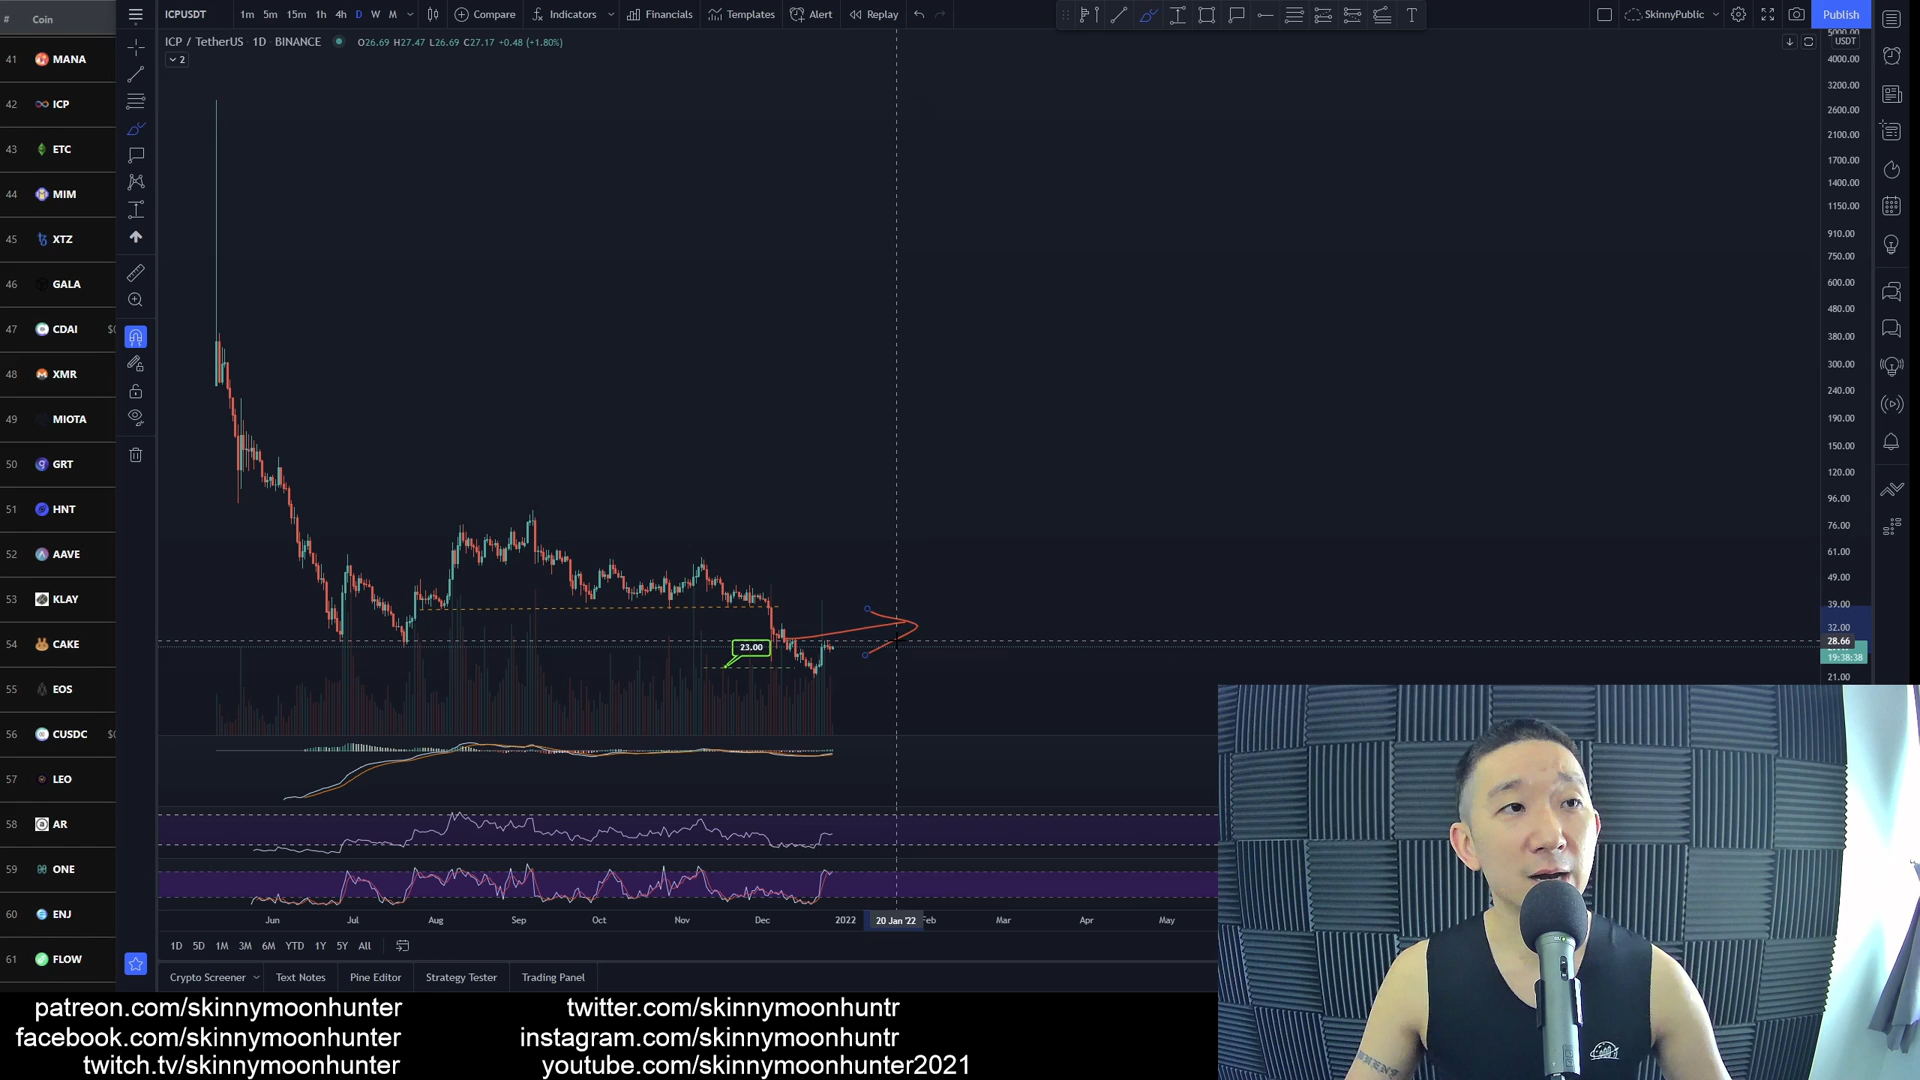 # Coin
ICPUSDT 1m 5m 15m 1h 4h D W M Compare Indicators Financials Templates Alert Replay SkinnyPublic Publish
ICP / TetherUS · 1D · BINANCE O26.69 H27.47 L26.69 C27.17 +0.48 (+1.80%)
2
41 MANA
42 ICP
43 ETC
44 MIM
45 XTZ
46 GALA
47 CDAI
48 XMR
49 MIOTA
50 GRT
51 HNT
52 AAVE
53 KLAY
54 CAKE
55 EOS
56 CUSDC
57 LEO
58 AR
59 ONE
60 ENJ
61 FLOW
5000.00
USDT
4000.00
3200.00
2600.00
2100.00
1700.00
1400.00
1150.00
910.00
750.00
600.00
480.00
380.00
300.00
240.00
190.00
150.00
120.00
96.00
76.00
61.00
49.00
39.00
32.00
28.66
19:38:38
21.00
23.00
Jun Jul Aug Sep Oct Nov Dec 2022 20 Jan '22 Feb Mar Apr May
1D 5D 1M 3M 6M YTD 1Y 5Y All
Crypto Screener Text Notes Pine Editor Strategy Tester Trading Panel
patreon.com/skinnymoonhunter twitter.com/skinnymoonhuntr
facebook.com/skinnymoonhunter instagram.com/skinnymoonhuntr
twitch.tv/skinnymoonhunter youtube.com/skinnymoonhunter2021